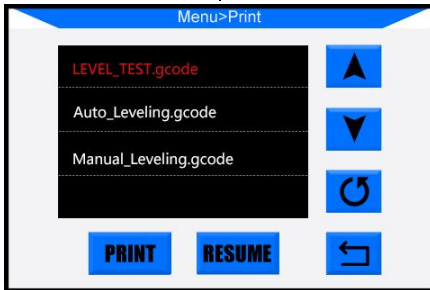 Menu>Print
LEVEL_TEST.gcode
Auto_Leveling.gcode
Manual_Leveling.gcode
PRINT
RESUME